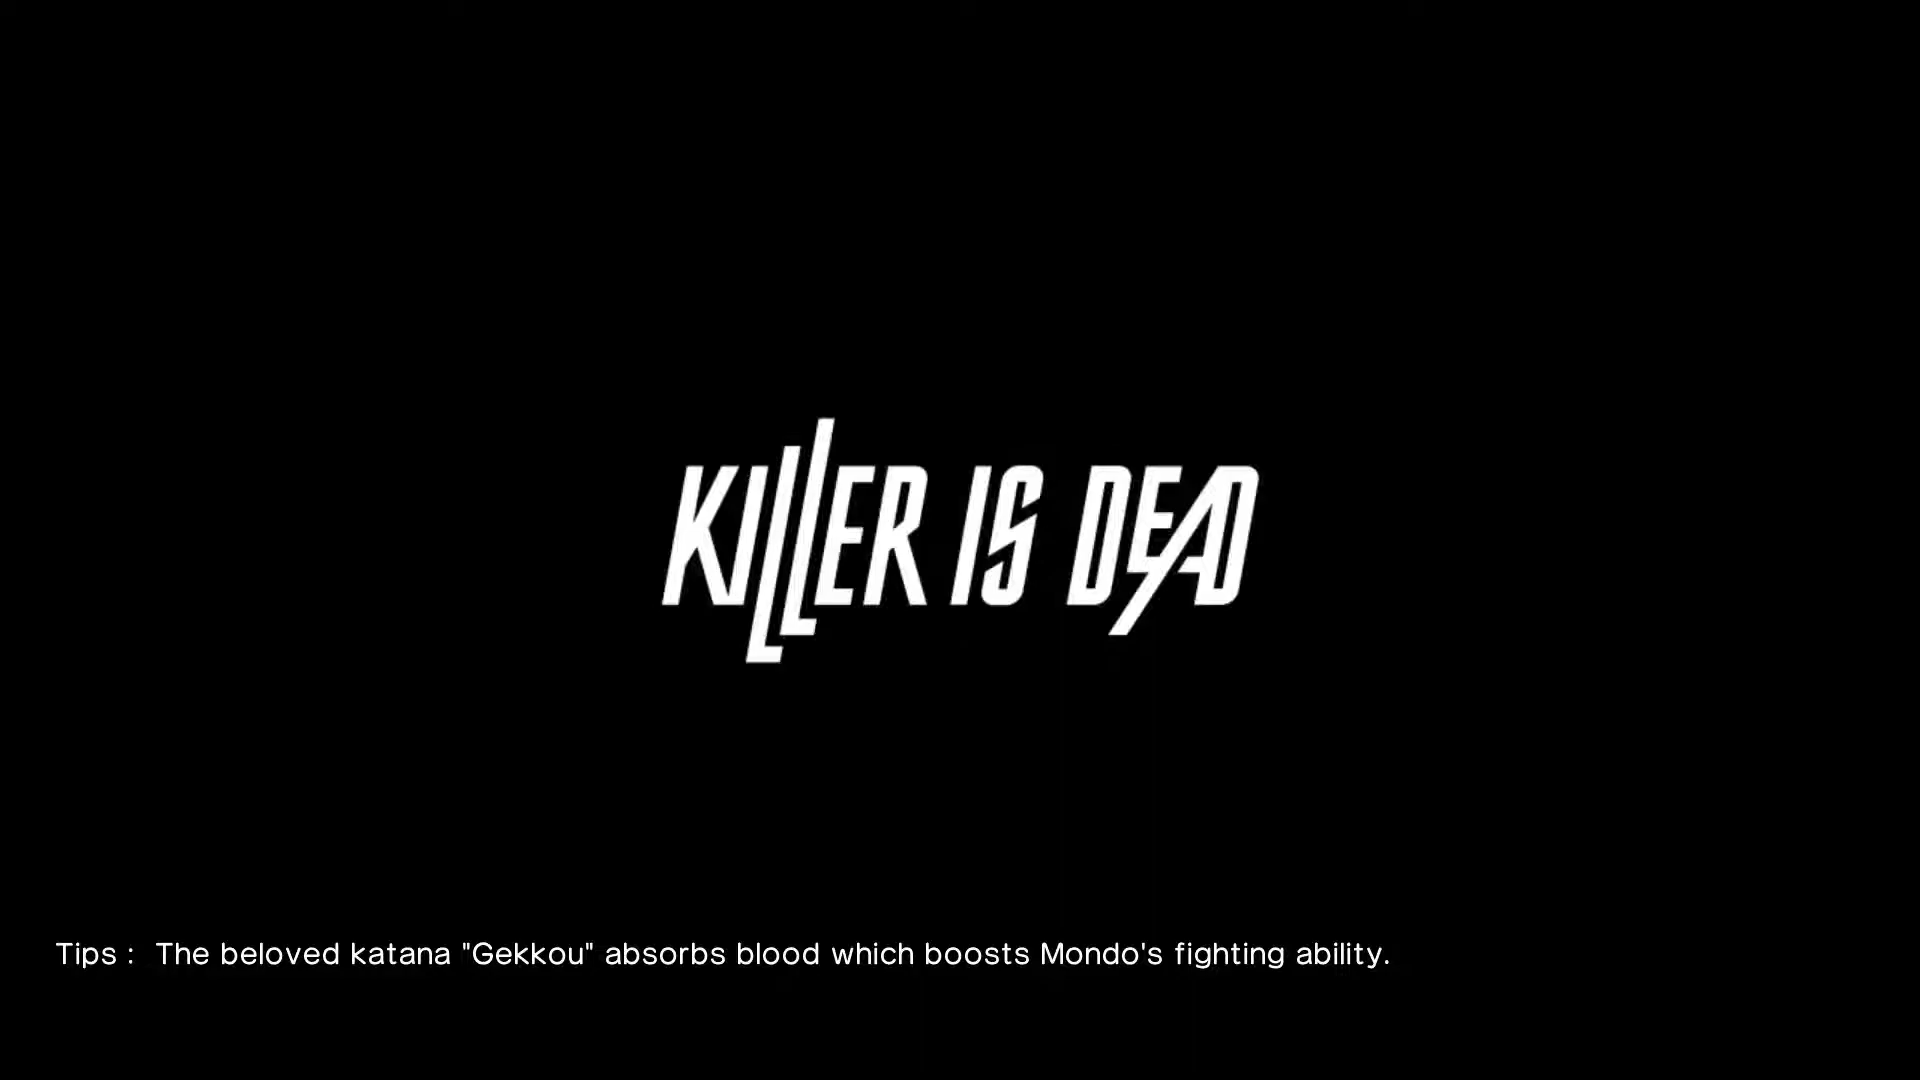 KILLER IS DEAD
Tips : The beloved katana "Gekkou" absorbs blood which boosts Mondo's fighting ability.